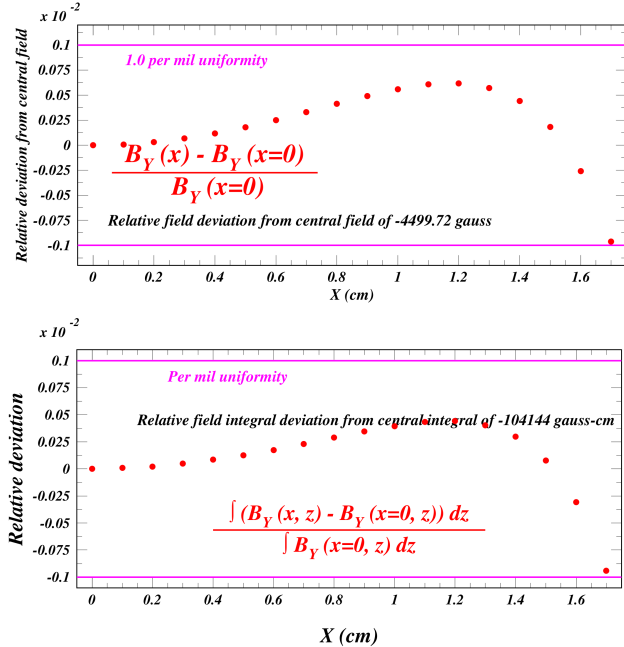 x 10 -2
Relative deviation from central field
0.1
0.075
0.05
0.025
0
-0.025
-0.05
-0.075
-0.1
1.0 per mil uniformity
B_Y (x) - B_Y (x=0)
B_Y (x=0)
Relative field deviation from central field of -4499.72 gauss
0 0.2 0.4 0.6 0.8 1 1.2 1.4 1.6
X (cm)
x 10 -2
Relative deviation
0.1
0.075
0.05
0.025
0
-0.025
-0.05
-0.075
-0.1
Per mil uniformity
Relative field integral deviation from central integral of -104144 gauss-cm
∫ (B_Y (x, z) - B_Y (x=0, z)) dz
∫ B_Y (x=0, z) dz
0 0.2 0.4 0.6 0.8 1 1.2 1.4 1.6
X (cm)